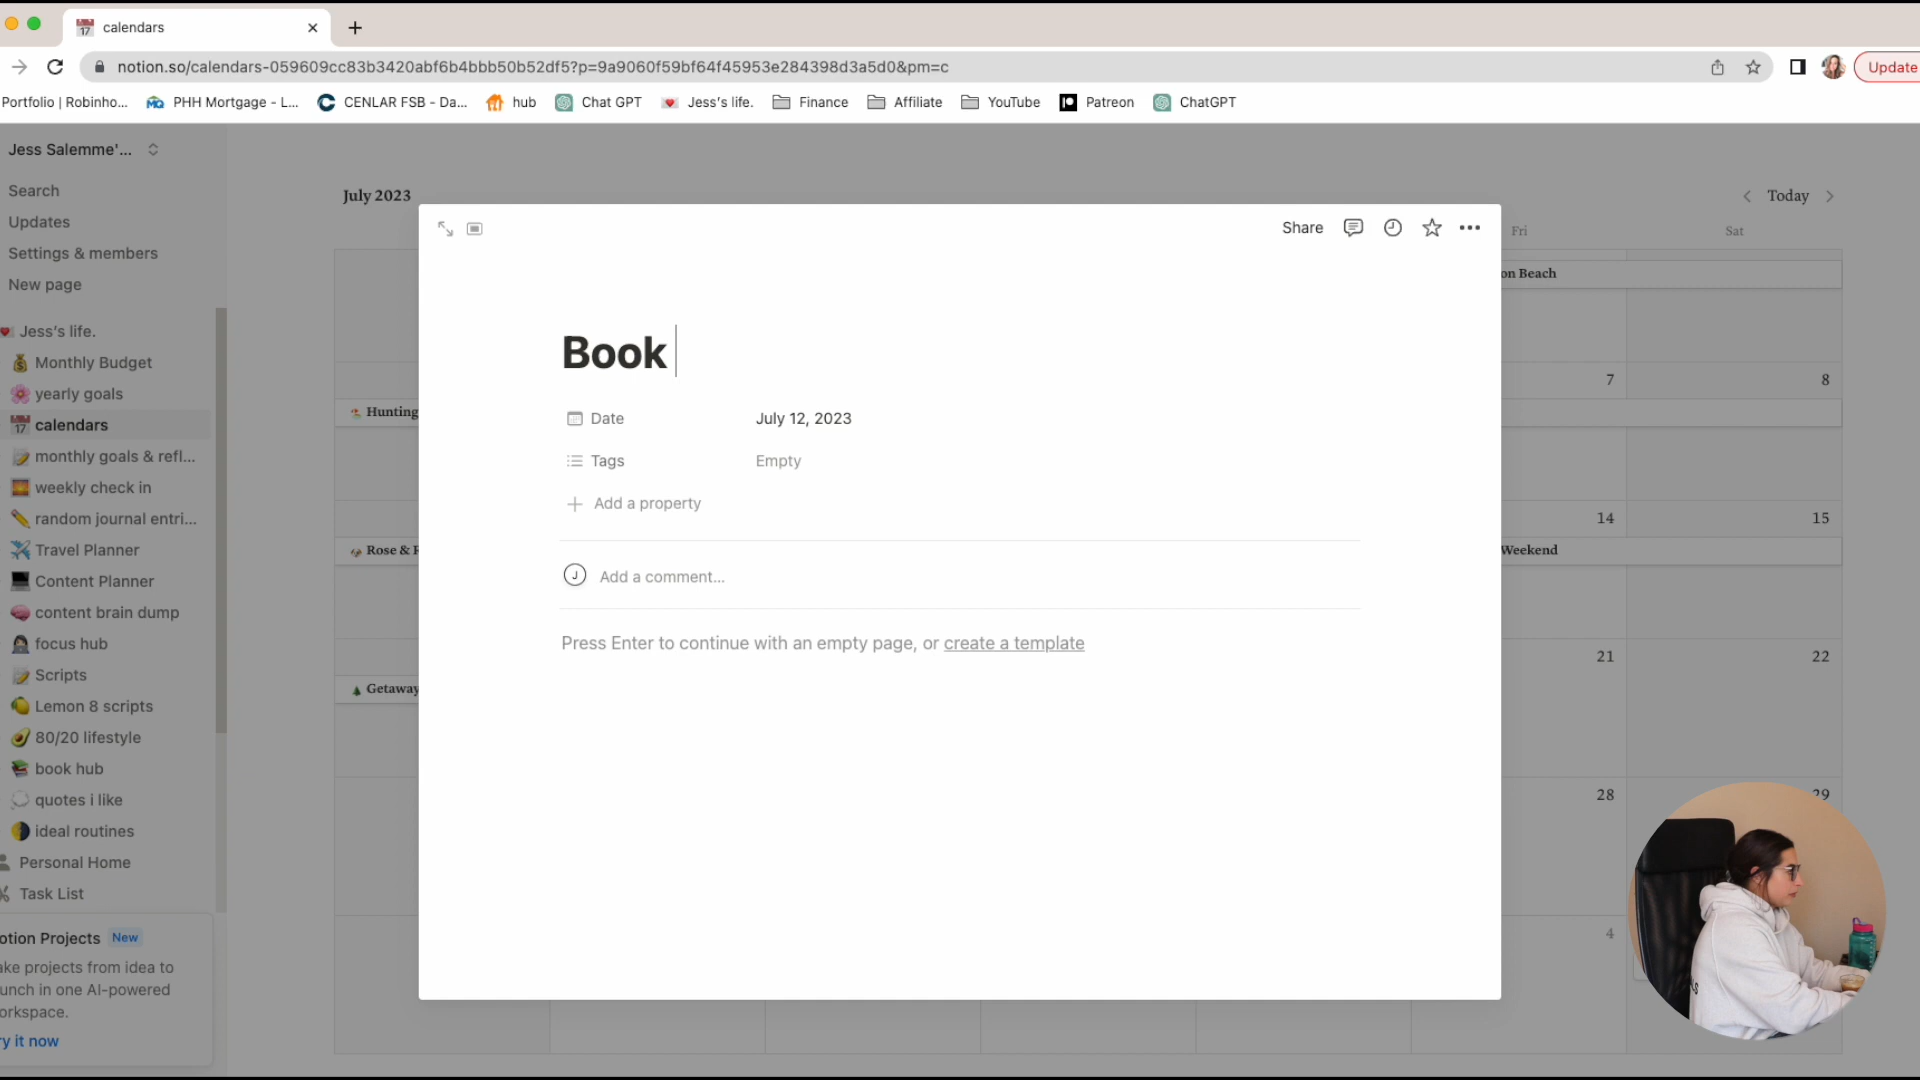 calendars
notion.so/calendars-059609cc83b3420abf6b4bbb50b52df5?p=9a9060f59bf64f45953e284398d3a5d0&pm=c
Update
Portfolio | Robinho...
PHH Mortgage - L...
CENLAR FSB - Da...
hub
Chat GPT
Jess's life.
Finance
Affiliate
YouTube
Patreon
ChatGPT
Jess Salemme'...
Search
Updates
Settings & members
New page
Jess's life.
Monthly Budget
yearly goals
calendars
monthly goals & refl...
weekly check in
random journal entri...
Travel Planner
Content Planner
content brain dump
focus hub
Scripts
Lemon 8 scripts
80/20 lifestyle
book hub
quotes i like
ideal routines
Personal Home
Task List
otion Projects New
ake projects from idea to
unch in one AI-powered
orkspace.
ry it now
July 2023
Today
Fri
Sat
on Beach
7
8
Hunting
14
15
Rose & F
Weekend
21
22
Getaway
28
29
4
Share
Book
Date
July 12, 2023
Tags
Empty
Add a property
J
Add a comment...
Press Enter to continue with an empty page, or create a template